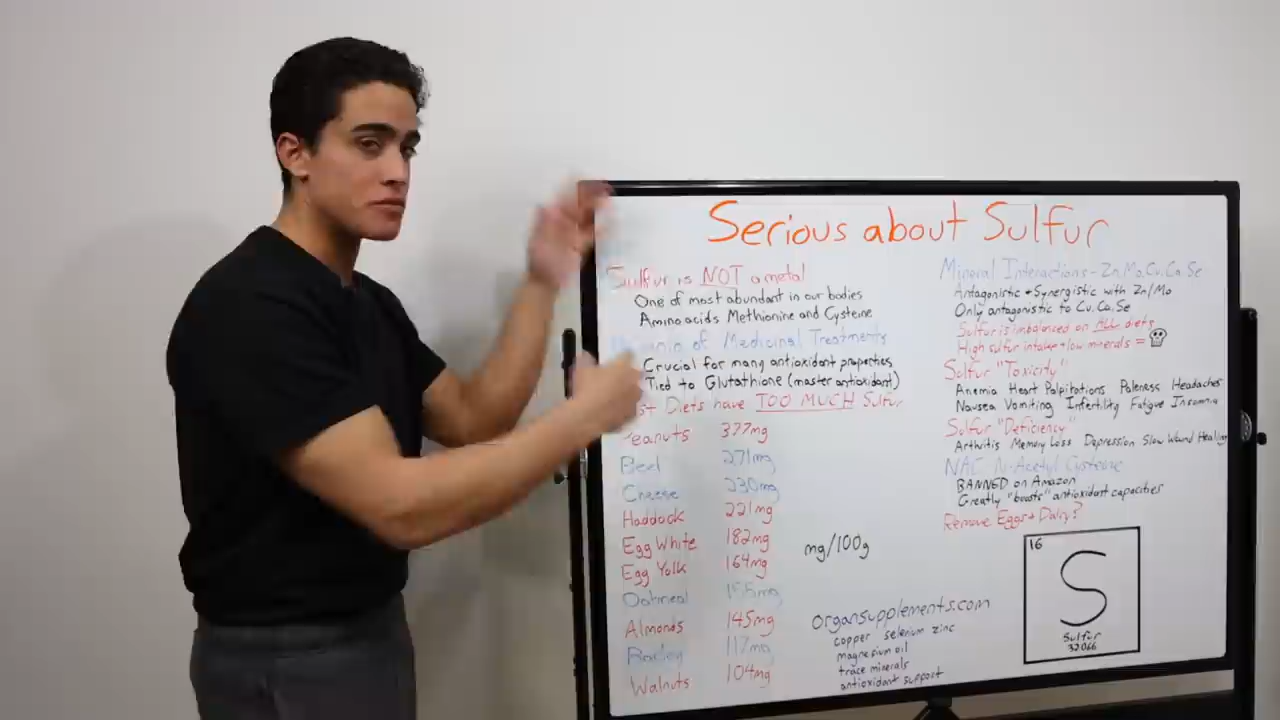 Serious about Sulfur
Sulfur is NOT a metal
One of most abundant in our bodies
Amino acids Methionine and Cysteine
of Medicinal Treatments
Crucial for many antioxidant properties
Tied to Glutathione (master antioxidant)
Diets have TOO MUCH Sulfur
Peanuts 377mg
Beef 271mg
Cheese 230mg
Haddock 221mg
Egg White 182mg
Egg Yolk 164mg
Oatmeal
Almonds 145mg
Barley 117mg
Walnuts 104mg
mg/100g
organsupplements.com
copper selenium zinc
magnesium oil
trace minerals
antioxidant support
Mineral Interactions - Zn, Mo, Cu, Ca, Se
Antagonistic + Synergistic with Zn/Mo
Only antagonistic to Cu, Ca, Se
Sulfur is imbalanced on ALL diets
High sulfur intake + low minerals =
Sulfur "Toxicity"
Anemia Heart Palpitations Paleness Headaches
Nausea Vomiting Infertility Fatigue Insomnia
Sulfur "Deficiency"
Arthritis Memory Loss Depression Slow Wound Healing
NAC N-Acetyl Cysteine
BANNED on Amazon
Greatly "boosts" antioxidant capacities
Remove Eggs + Dairy?
16
S
Sulfur
32.066